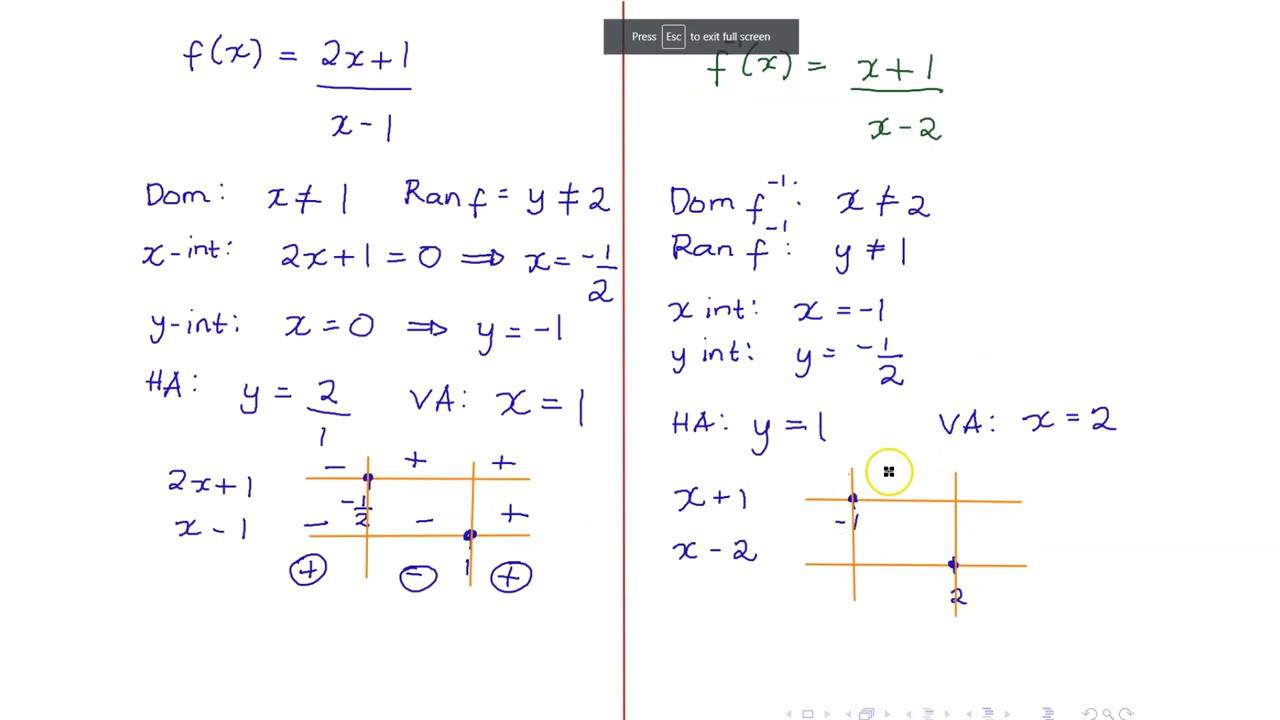 Press Esc to exit full screen
f(x) = 2x+1
x-1
Dom: x ≠ 1 Ran f = y ≠ 2
x-int: 2x+1 = 0 ⇒ x = -1/2
y-int: x = 0 ⇒ y = -1
HA: y = 2/1 VA: x = 1
- + +
2x+1
-1/2
x-1 - - +
1
+ - +
f⁻¹(x) = x+1
x-2
Dom f⁻¹: x ≠ 2
Ran f⁻¹: y ≠ 1
x int: x = -1
y int: y = -1/2
HA: y = 1 VA: x = 2
x+1
-1
x-2
2